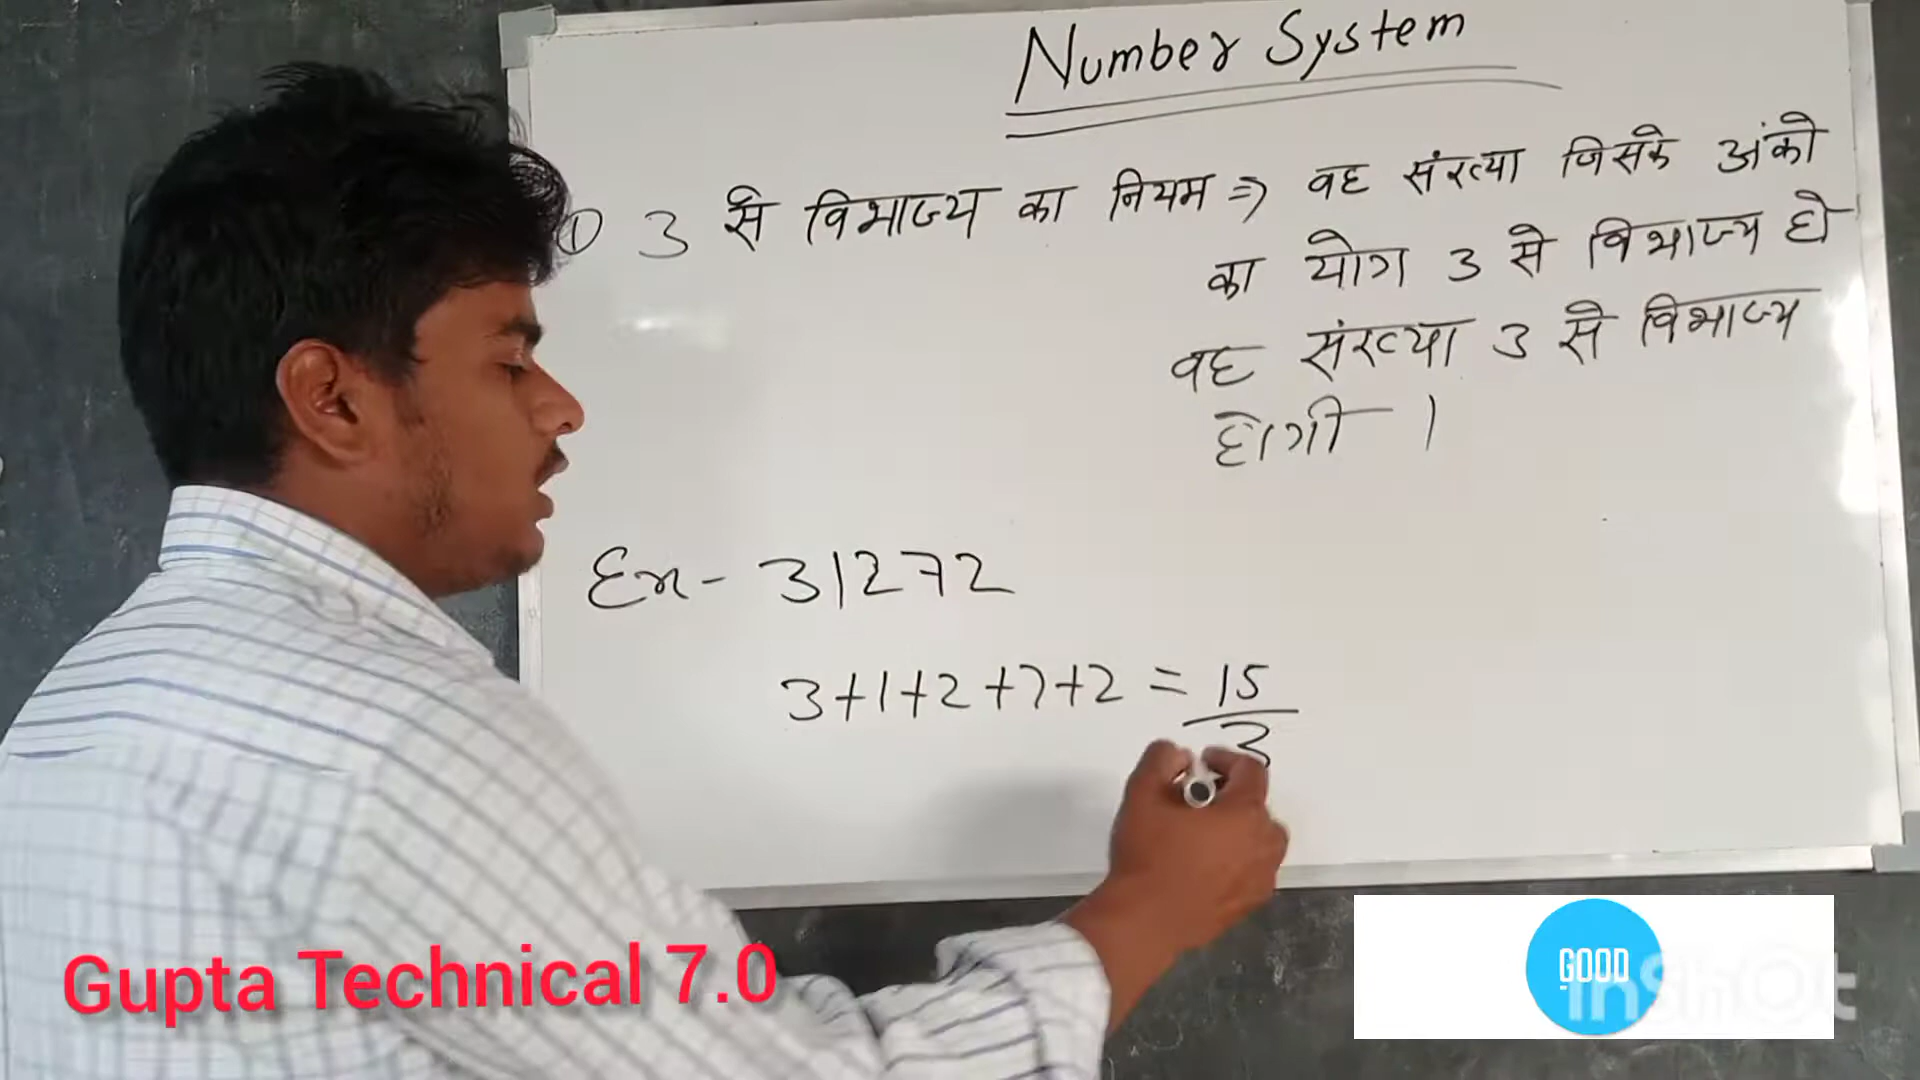 Number System
① 3 से विभाज्य का नियम ⇒ वह संख्या जिसके अंको
का योग 3 से विभाज्य हो
वह संख्या 3 से विभाज्य
होगी ।
Ex - 31272
3+1+2+7+2 = 15
3
Gupta Technical 7.0
GOOD
InShOt